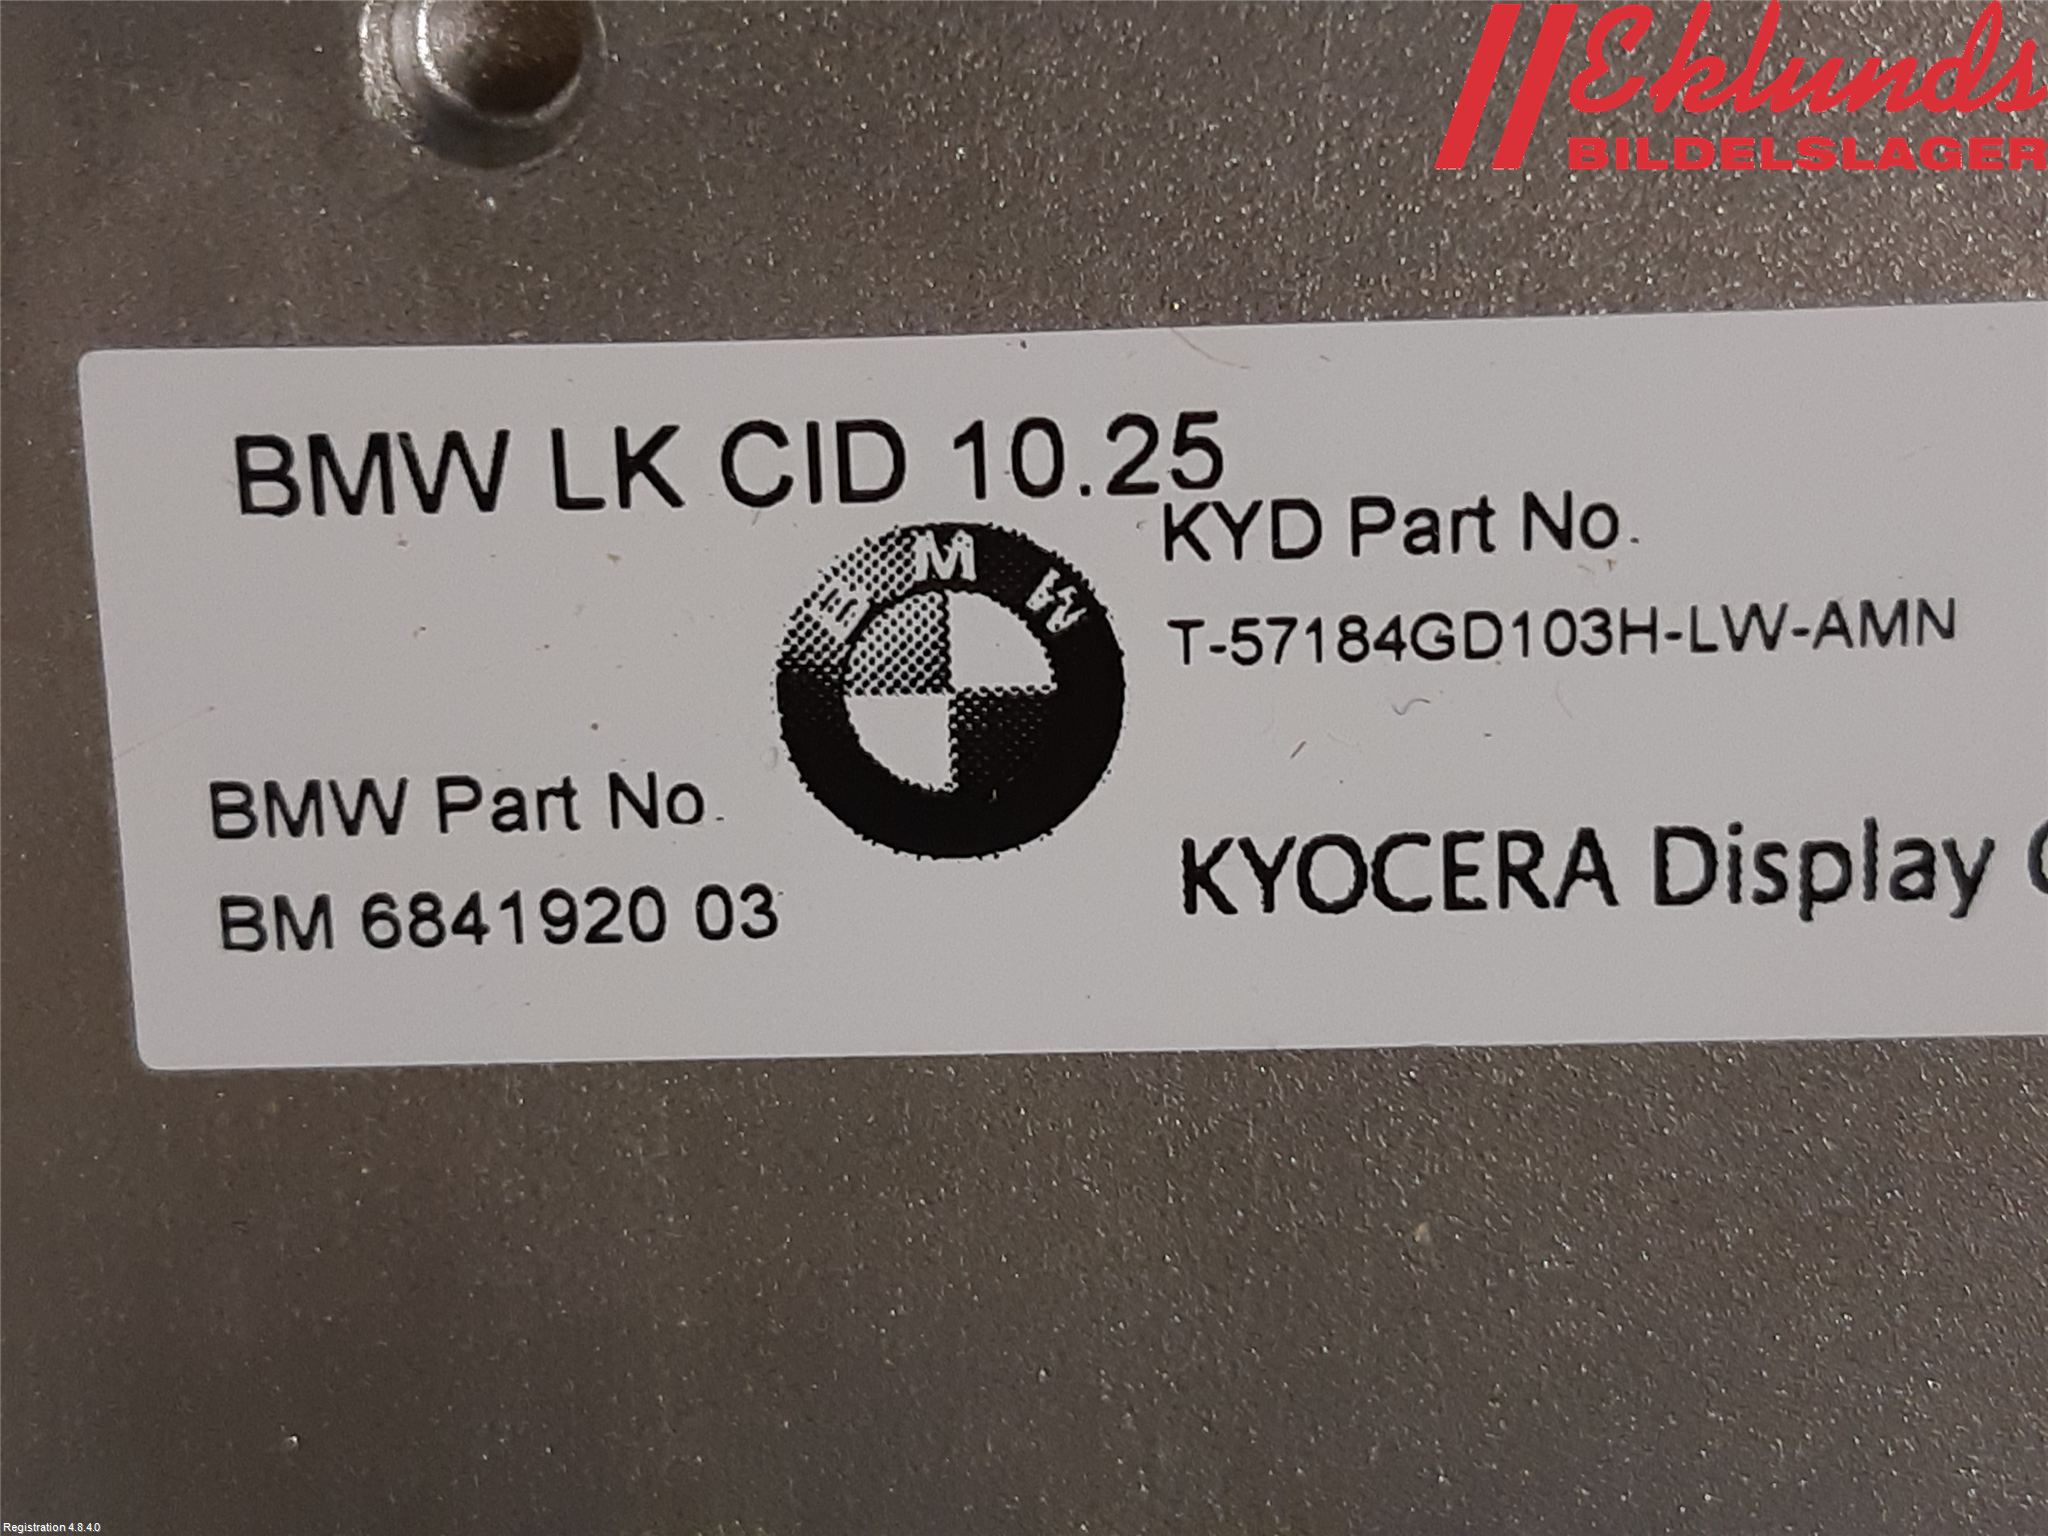 Eklunds
BILDELSLAGER
BMW LK CID 10.25
KYD Part No.
T-57184GD103H-LW-AMN
BMW
BMW Part No.
BM 6841920 03
KYOCERA Display
Registration 4.8.4.0